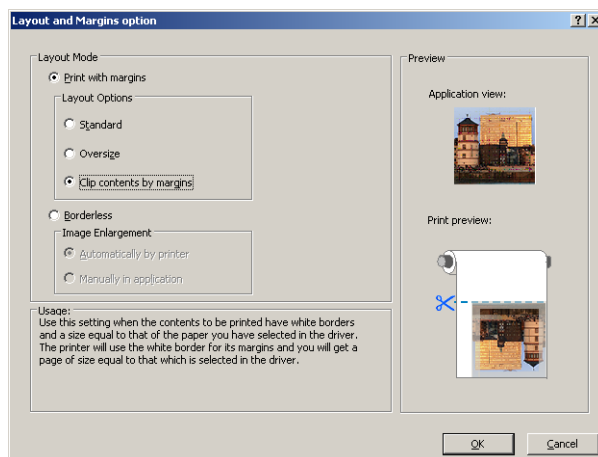 Layout and Margins option
Layout Mode
Print with margins
Layout Options
Standard
Oversize
Clip contents by margins
Borderless
Image Enlargement
Automatically by printer
Manually in application
Usage:
Use this setting when the contents to be printed have white borders
and a size equal to that of the paper you have selected in the driver.
The printer will use the white border for its margins and you will get a
page of size equal to that which is selected in the driver.
Preview
Application view:
Print preview:
OK
Cancel